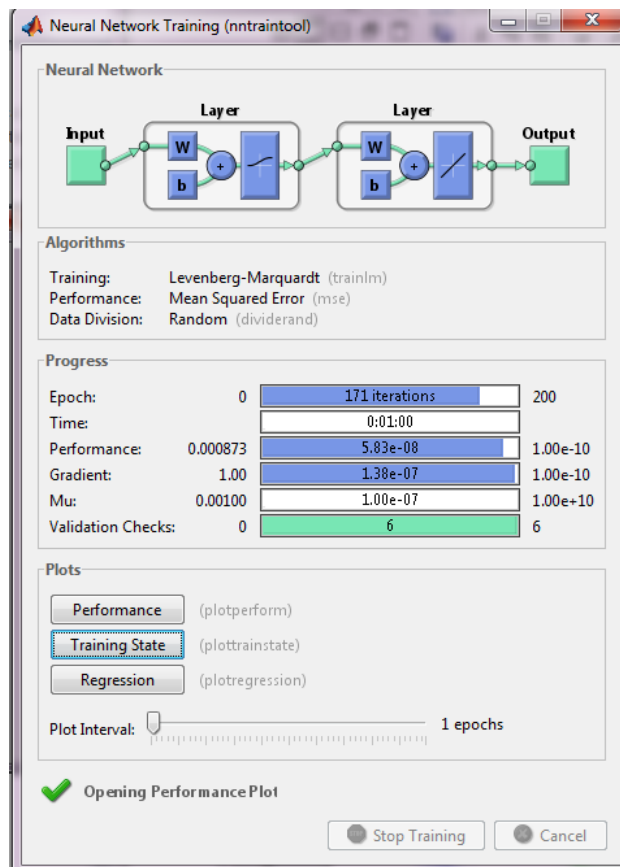 Neural Network Training (nntraintool)
Neural Network
Layer Layer
Input Output
W W
+ +
b b
Algorithms
Training: Levenberg-Marquardt (trainlm)
Performance: Mean Squared Error (mse)
Data Division: Random (dividerand)
Progress
Epoch: 0 171 iterations 200
Time: 0:01:00
Performance: 0.000873 5.83e-08 1.00e-10
Gradient: 1.00 1.38e-07 1.00e-10
Mu: 0.00100 1.00e-07 1.00e+10
Validation Checks: 0 6 6
Plots
Performance (plotperform)
Training State (plottrainstate)
Regression (plotregression)
Plot Interval: 1 epochs
Opening Performance Plot
Stop Training Cancel